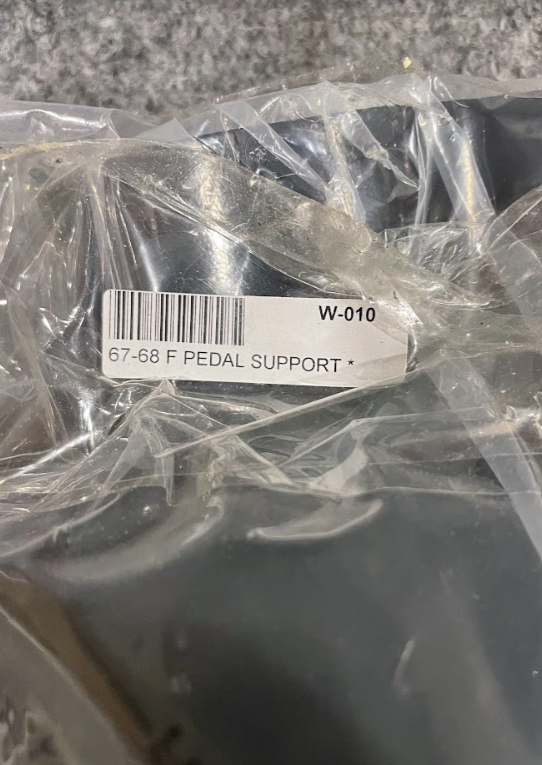 W-010
67-68 F PEDAL SUPPORT *